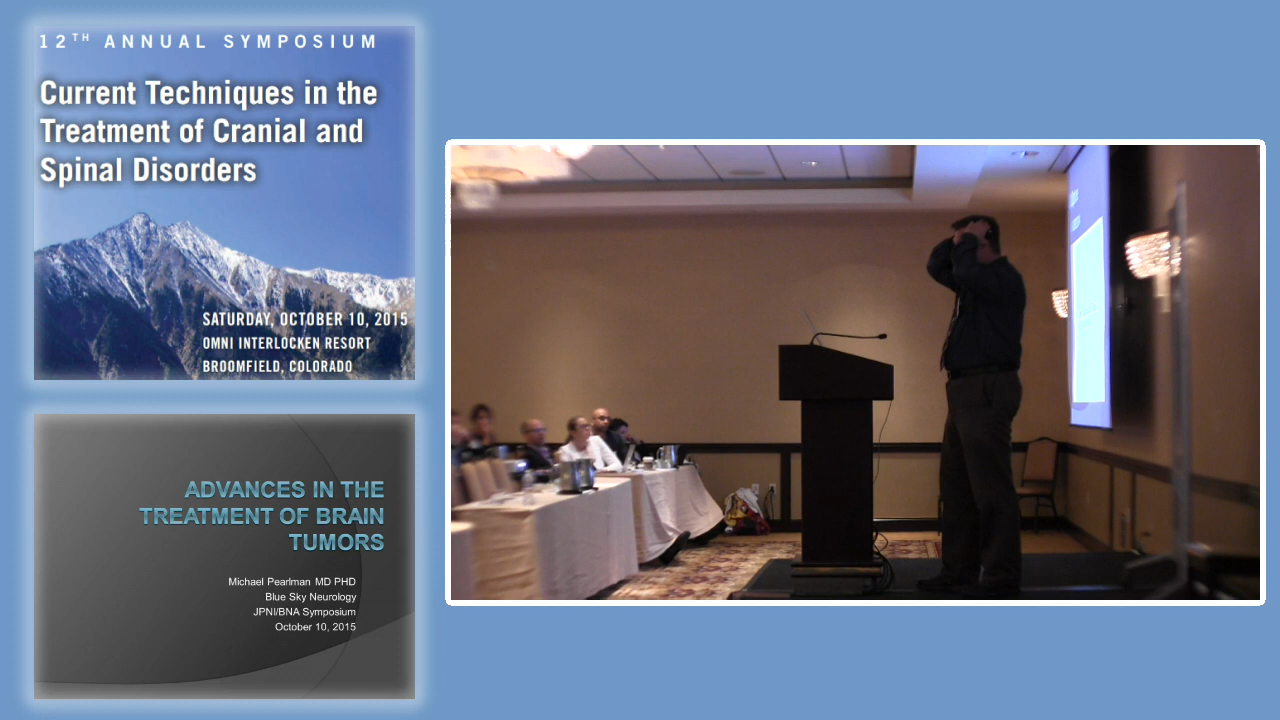 12TH ANNUAL SYMPOSIUM
Current Techniques in the
Treatment of Cranial and
Spinal Disorders
SATURDAY, OCTOBER 10, 2015
OMNI INTERLOCKEN RESORT
BROOMFIELD, COLORADO
ADVANCES IN THE
TREATMENT OF BRAIN
TUMORS
Michael Pearlman MD PHD
Blue Sky Neurology
JPNI/BNA Symposium
October 10, 2015